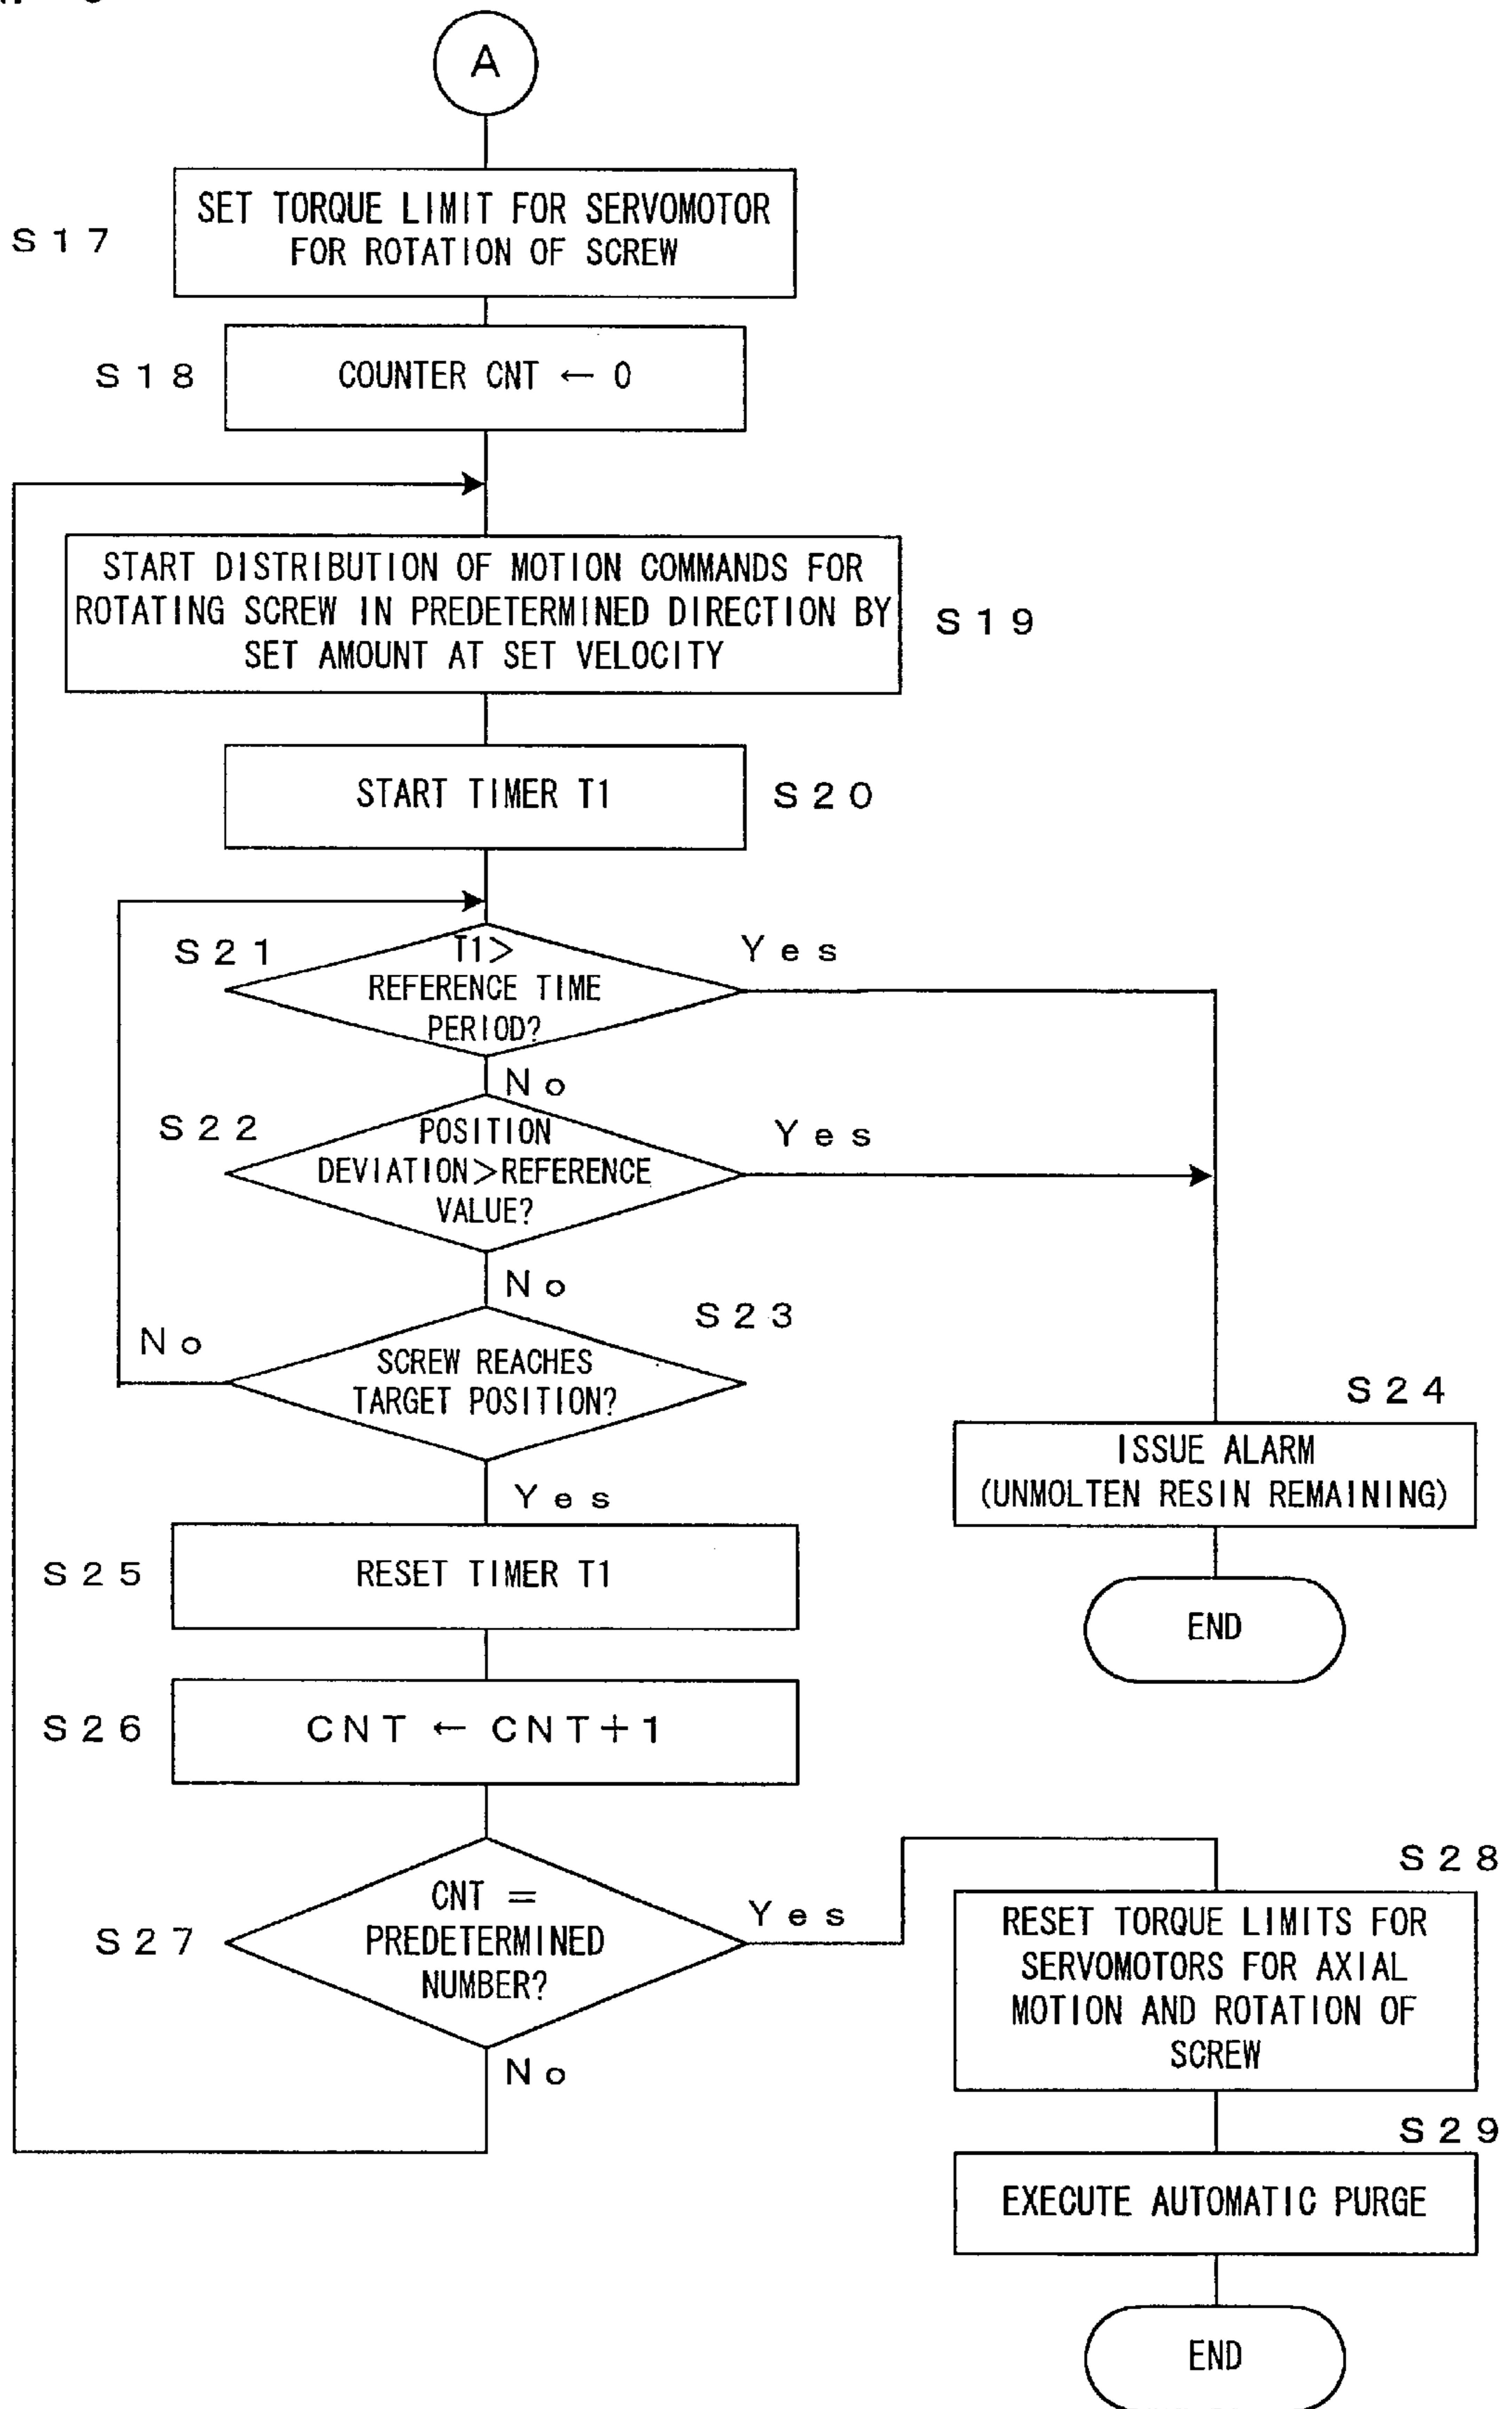 A
SET TORQUE LIMIT FOR SERVOMOTOR
FOR ROTATION OF SCREW
S17
COUNTER CNT ← 0
S18
START DISTRIBUTION OF MOTION COMMANDS FOR
ROTATING SCREW IN PREDETERMINED DIRECTION BY
SET AMOUNT AT SET VELOCITY
S19
START TIMER T1
S20
S21
T1>
REFERENCE TIME
PERIOD?
Yes
No
S22
POSITION
DEVIATION>REFERENCE
VALUE?
Yes
No
S23
No
SCREW REACHES
TARGET POSITION?
Yes
S24
ISSUE ALARM
(UNMOLTEN RESIN REMAINING)
END
S25
RESET TIMER T1
S26
CNT ← CNT+1
S27
CNT =
PREDETERMINED
NUMBER?
Yes
No
S28
RESET TORQUE LIMITS FOR
SERVOMOTORS FOR AXIAL
MOTION AND ROTATION OF
SCREW
S29
EXECUTE AUTOMATIC PURGE
END